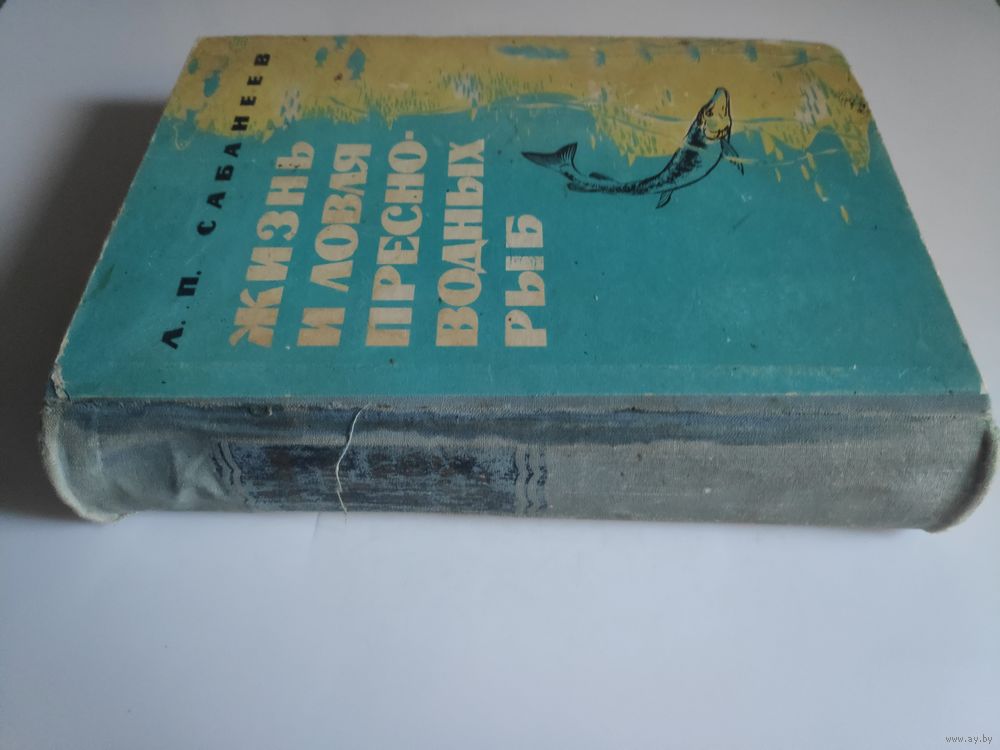 Л. П. САБАНЕЕВ
ЖИЗНЬ
И ЛОВЛЯ
ПРЕСНО-
ВОДНЫХ
РЫБ
www.ay.by